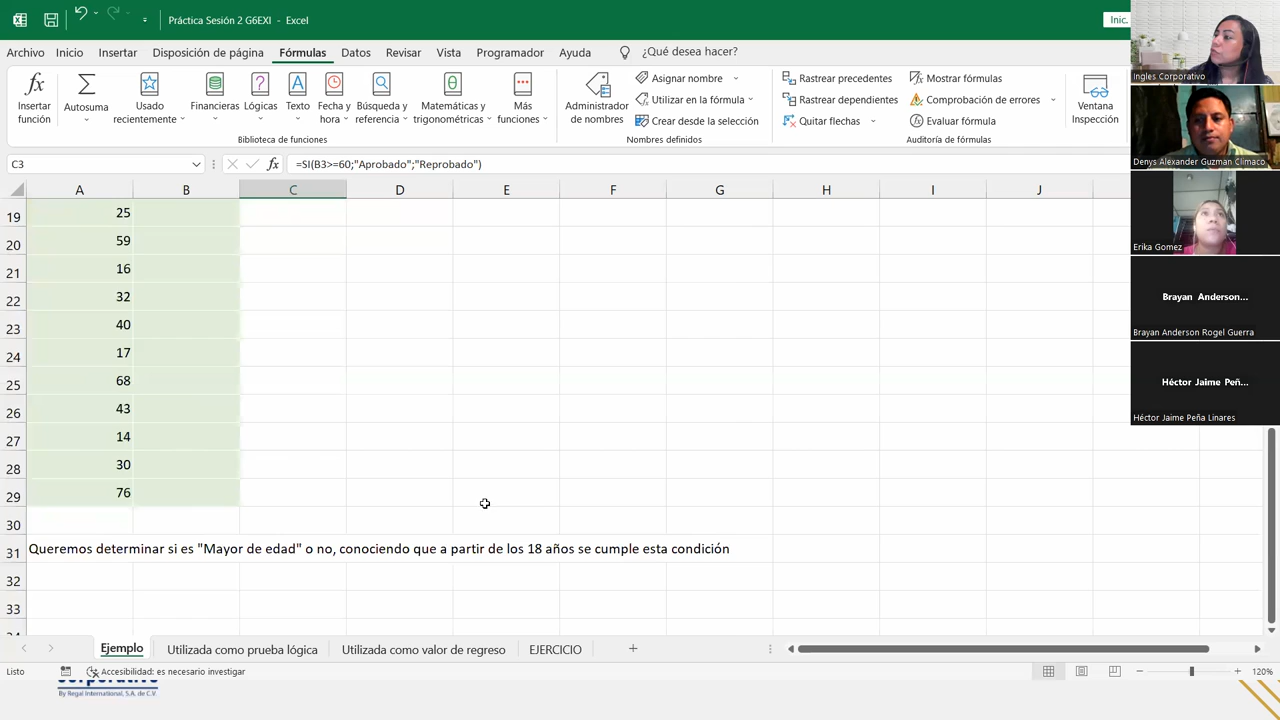 Práctica Sesión 2 G6EXI - Excel
Inic.
Archivo Inicio Insertar Disposición de página Fórmulas Datos Revisar Ayuda ¿Qué desea hacer?
Insertar función
Autosuma
Usado recientemente
Financieras
Lógicas
Texto
Fecha y hora
Búsqueda y referencia
Matemáticas y trigonométricas
Más
Biblioteca de funciones
Administrador de nombres
Asignar nombre
Utilizar en la fórmula
Crear desde la selección
Nombres definidos
Rastrear precedentes
Rastrear dependientes
Quitar flechas
Mostrar fórmulas
Comprobación de errores
Evaluar fórmula
Auditoría de fórmulas
Ventana Inspección
C3
fx =SI(B3>=60;"Aprobado";"Reprobado")
A B C D E F G H I J
19 25
20 59
21 16
22 32
23 40
24 17
25 68
26 43
27 14
28 30
29 76
30
31 Queremos determinar si es "Mayor de edad" o no, conociendo que a partir de los 18 años se cumple esta condición
32
33
Ejemplo Utilizada como prueba lógica Utilizada como valor de regreso EJERCICIO
Listo Accesibilidad: es necesario investigar 120%
By Regal International, S.A. de C.V.
Ingles Corporativo
Denys Alexander Guzman Climaco
Erika Gomez
Brayan Anderson...
Brayan Anderson Rogel Guerra
Héctor Jaime Peñ...
Héctor Jaime Peña Linares